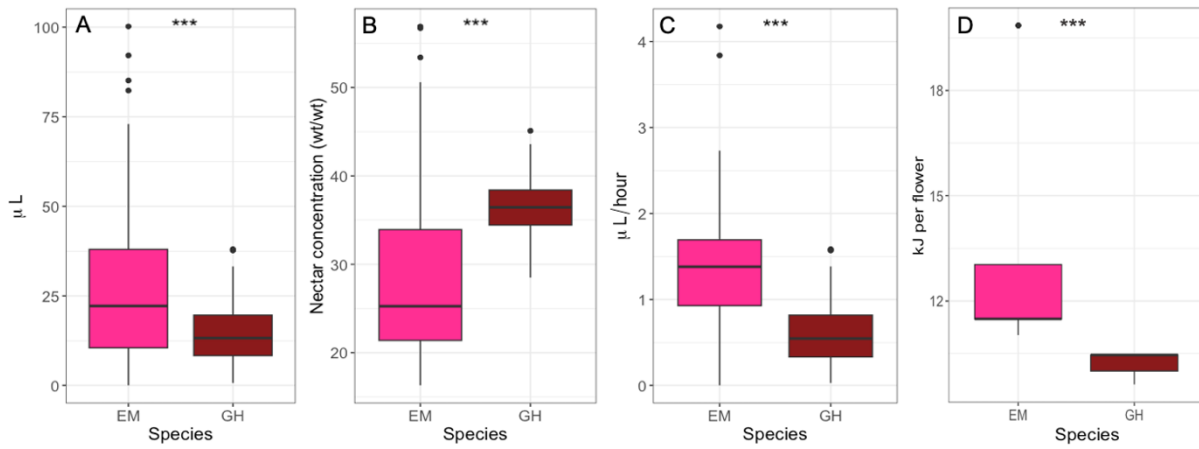 A ***
μ L
100
75
50
25
0
EM GH
Species
B ***
Nectar concentration (wt/wt)
50
40
30
20
EM GH
Species
C ***
μ L/hour
4
3
2
1
0
EM GH
Species
D ***
kJ per flower
18
15
12
EM GH
Species